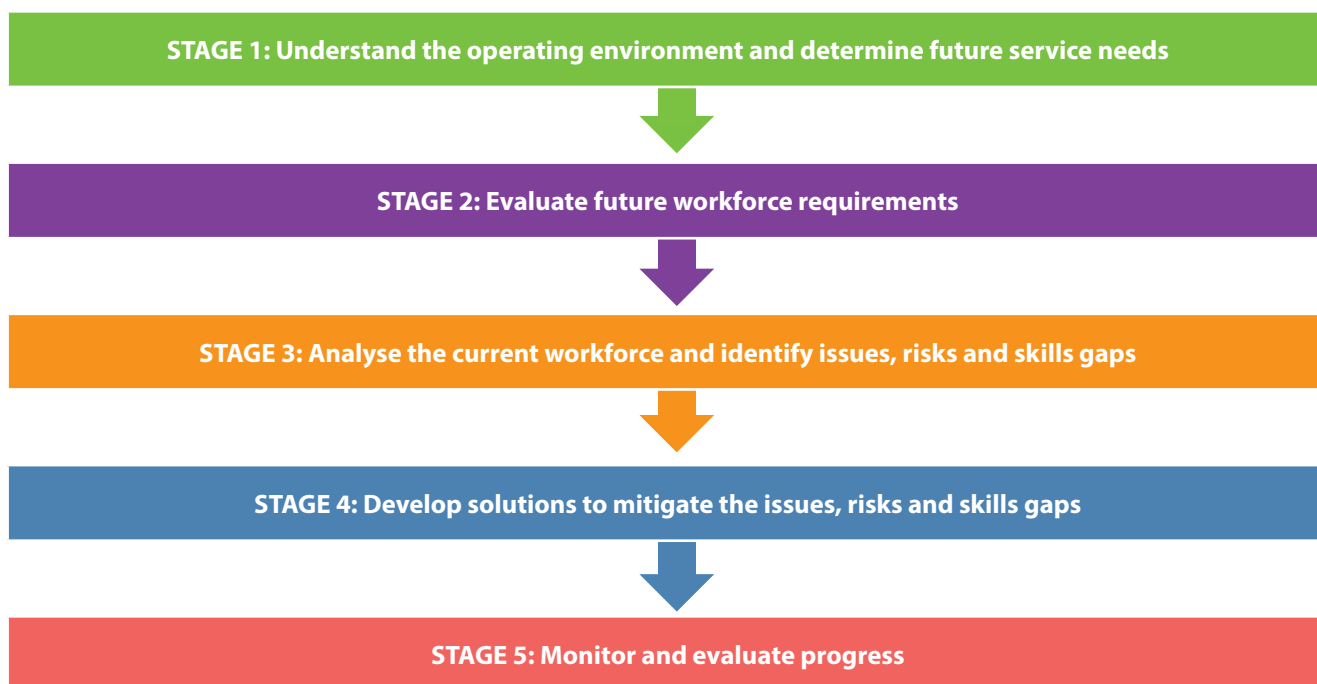 STAGE 1: Understand the operating environment and determine future service needs
STAGE 2: Evaluate future workforce requirements
STAGE 3: Analyse the current workforce and identify issues, risks and skills gaps
STAGE 4: Develop solutions to mitigate the issues, risks and skills gaps
STAGE 5: Monitor and evaluate progress